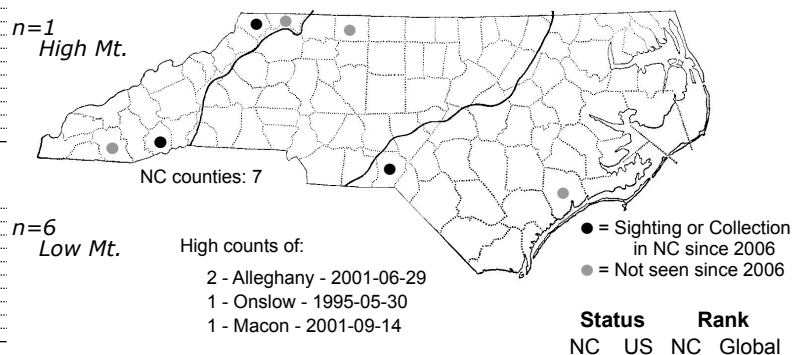 n=1
High Mt.
NC counties: 7
n=6
Low Mt.
High counts of:
2 - Alleghany - 2001-06-29
1 - Onslow - 1995-05-30
1 - Macon - 2001-09-14
● = Sighting or Collection
in NC since 2006
● = Not seen since 2006
Status Rank
NC US NC Global